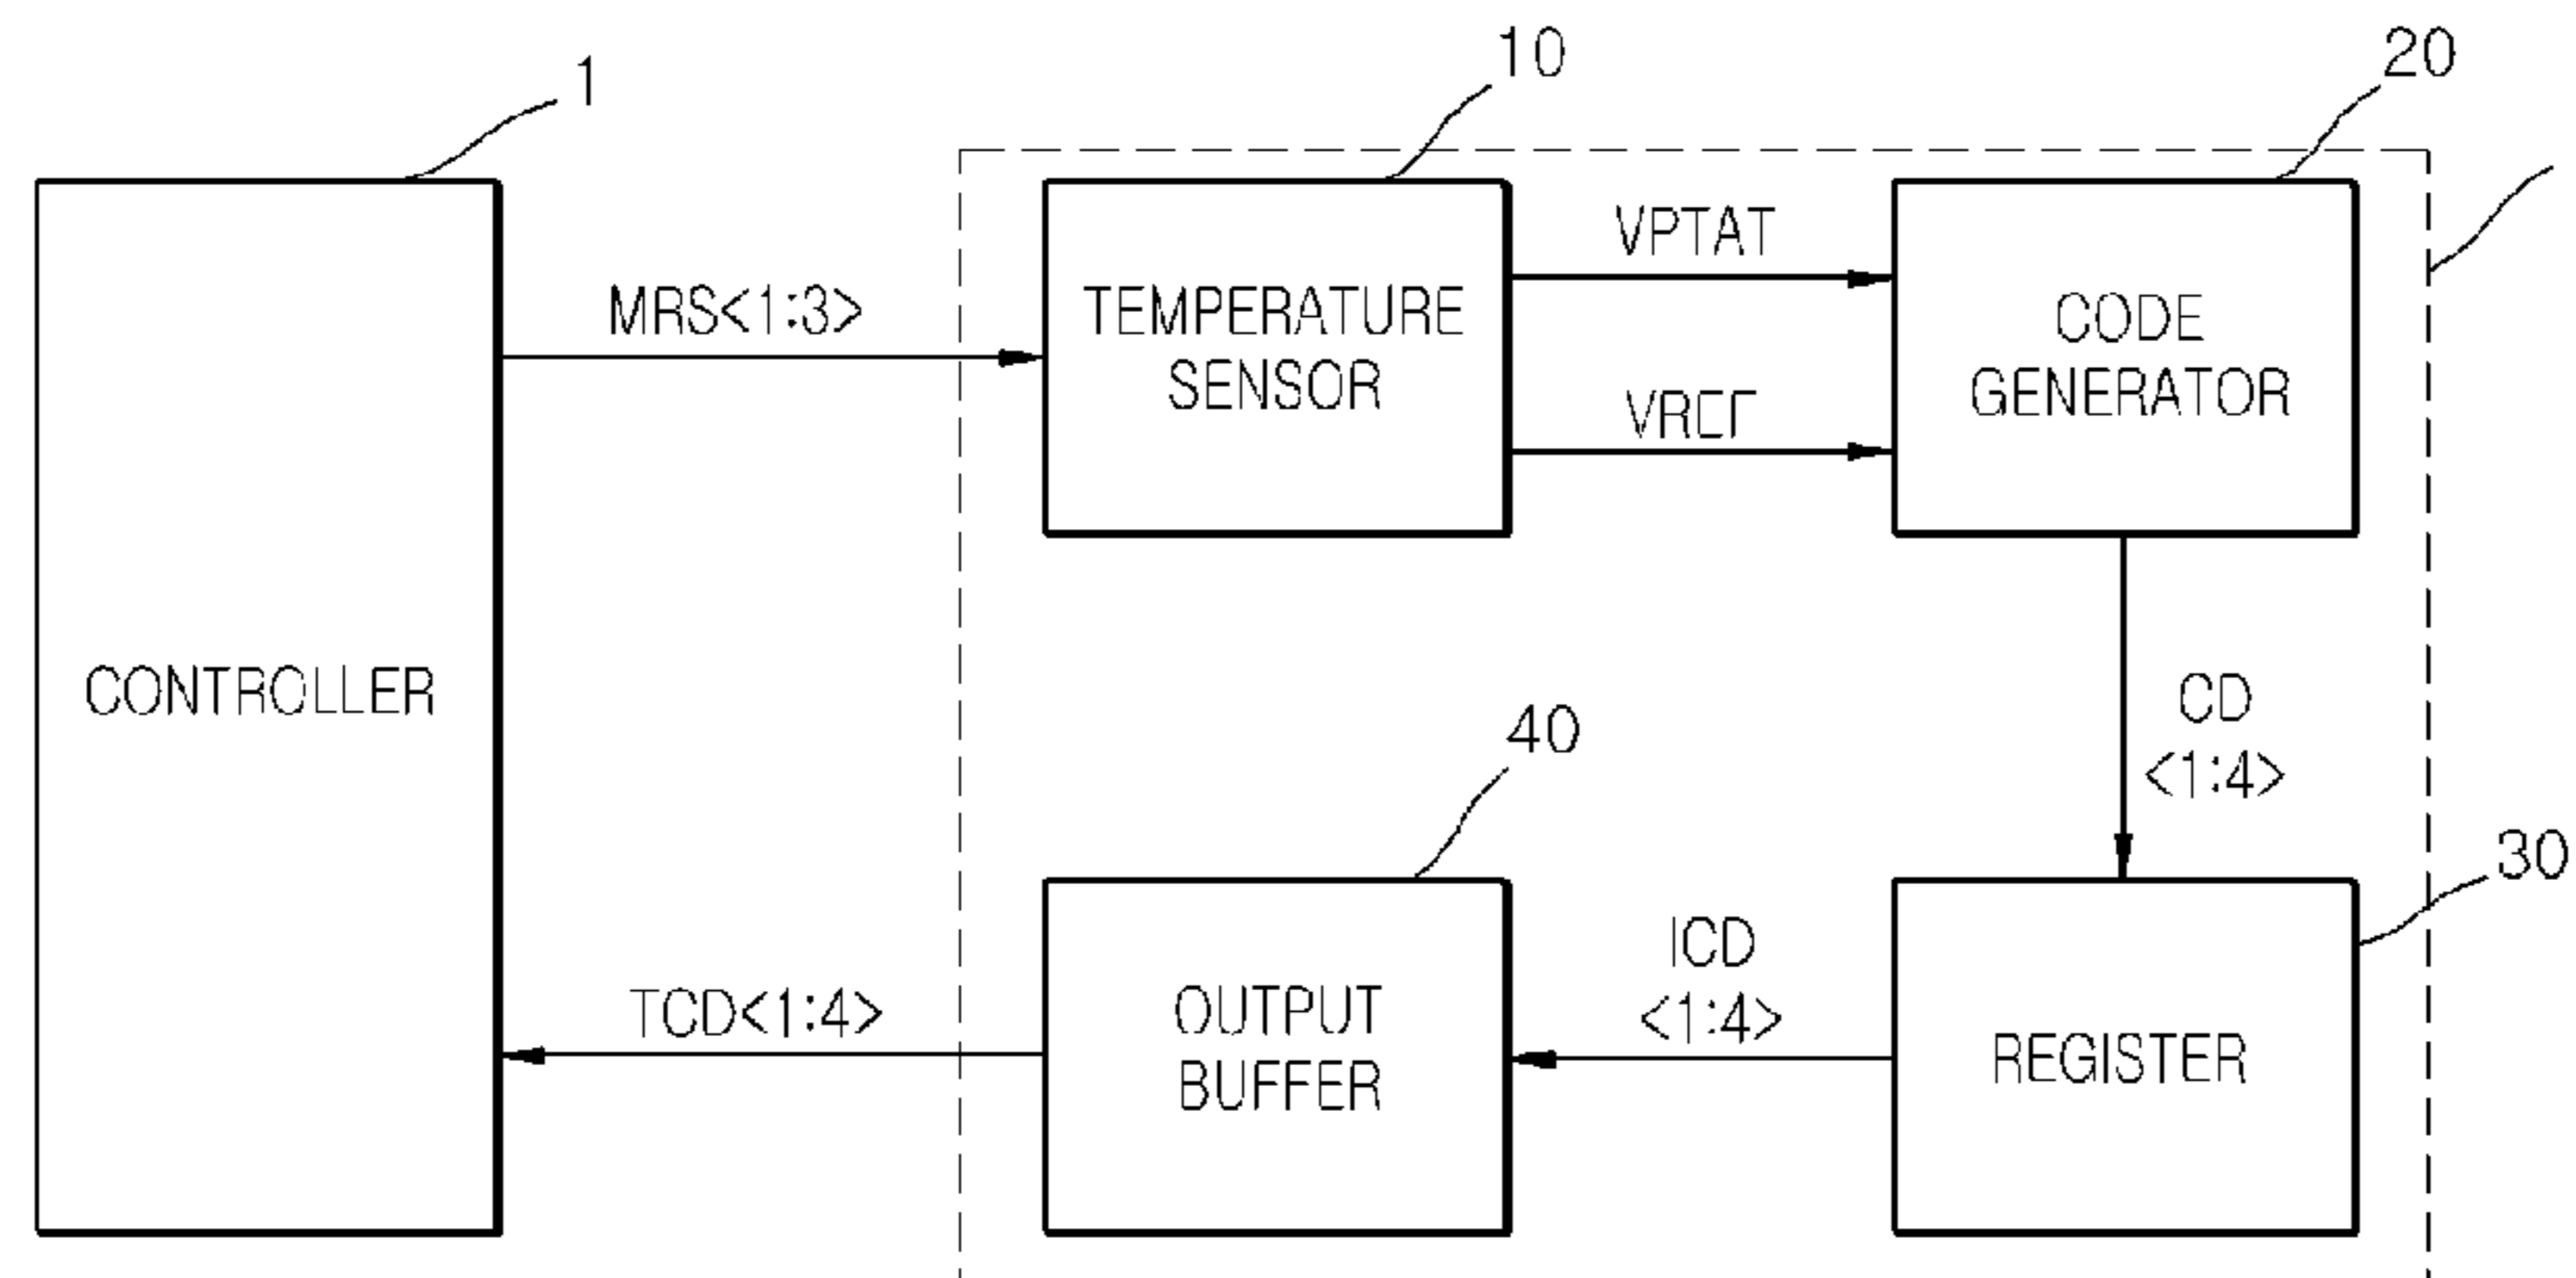 1
10
20
MRS<1:3>
TEMPERATURE
SENSOR
VPTAT
VREF
CODE
GENERATOR
CONTROLLER
CD
<1:4>
40
30
TCD<1:4>
OUTPUT
BUFFER
ICD
<1:4>
REGISTER